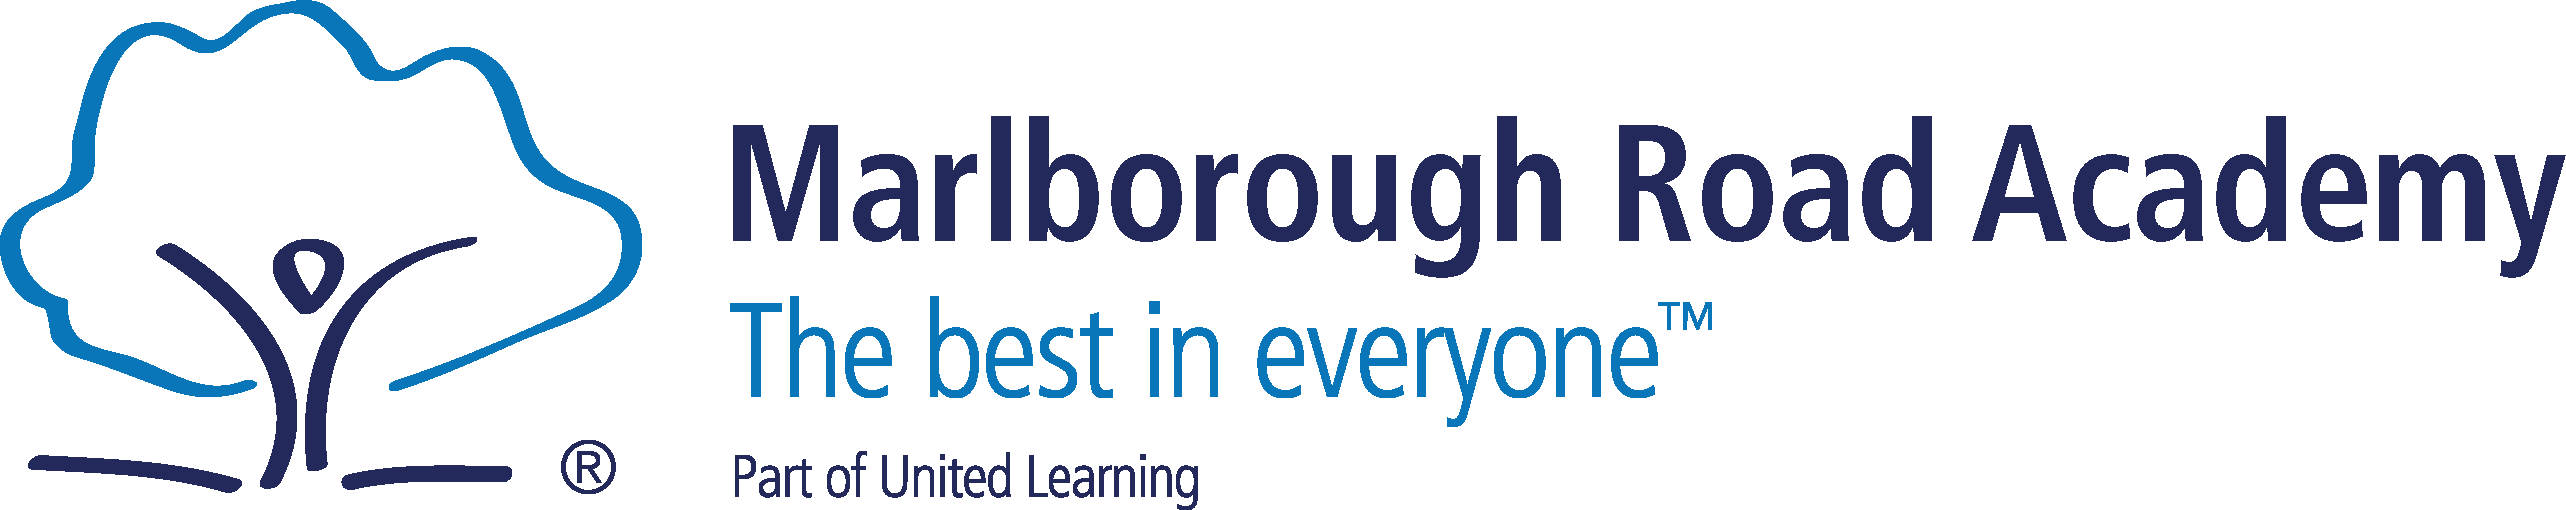 Marlborough Road Academy
The best in everyone™
Part of United Learning
®